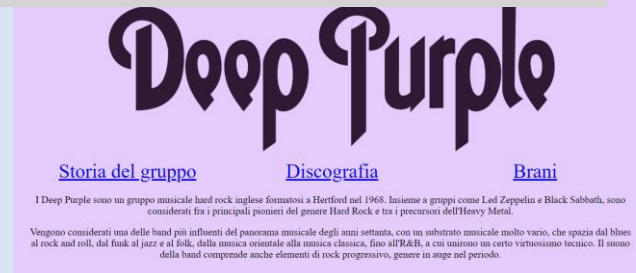 Deep Purple
Storia del gruppo Discografia Brani
I Deep Purple sono un gruppo musicale hard rock inglese formatosi a Hertford nel 1968. Insieme a gruppi come Led Zeppelin e Black Sabbath, sono
considerati fra i principali pionieri del genere Hard Rock e tra i precursori dell'Heavy Metal.
Vengono considerati una delle band più influenti del panorama musicale degli anni settanta, con un substrato musicale molto vario, che spazia dal blues
al rock and roll, dal funk al jazz e al folk, dalla musica orientale alla musica classica, fino all'R&B, a cui unirono un certo virtuosismo tecnico. Il suono
della band comprende anche elementi di rock progressivo, genere in auge nel periodo.